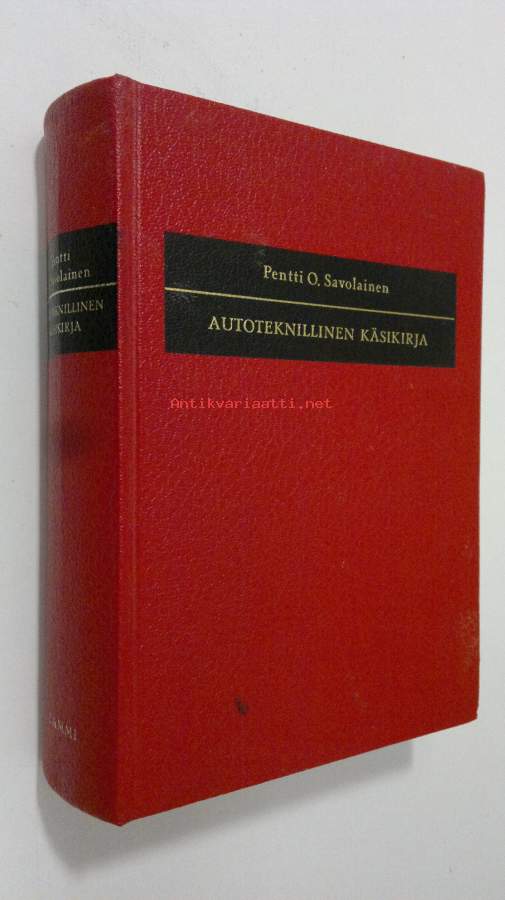 Pentti O. Savolainen
AUTOTEKNILLINEN KÄSIKIRJA
Antikvariaatti.net